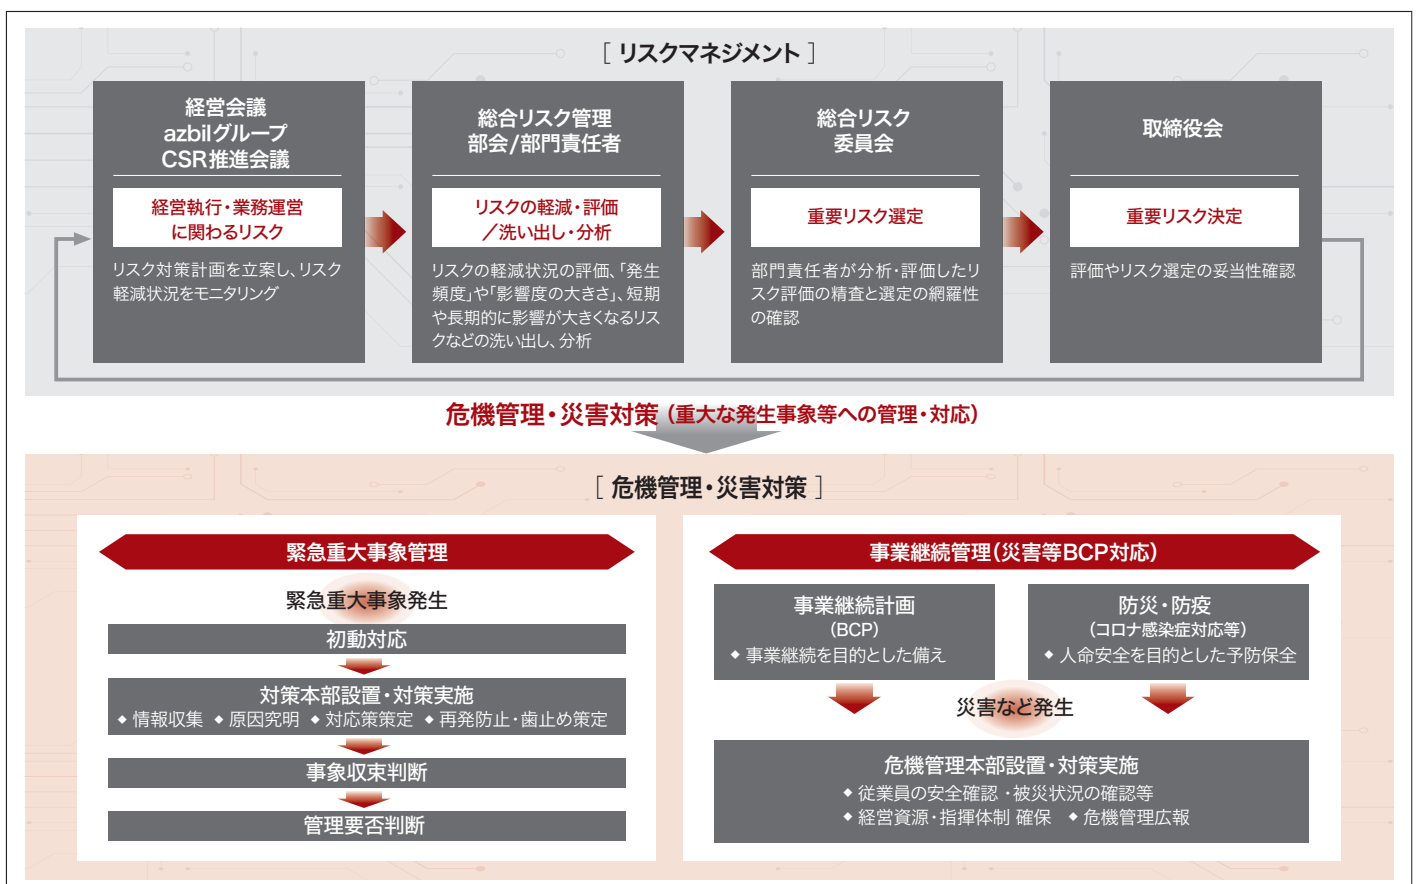 ［ リスクマネジメント ］
経営会議
azbilグループ
CSR推進会議
経営執行・業務運営
に関わるリスク
リスク対策計画を立案し、リスク
軽減状況をモニタリング
総合リスク管理
部会/部門責任者
リスクの軽減・評価
／洗い出し・分析
リスクの軽減状況の評価、「発生
頻度」や「影響度の大きさ」、短期
や長期的に影響が大きくなるリス
クなどの洗い出し、分析
総合リスク
委員会
重要リスク選定
部門責任者が分析・評価したリ
スク評価の精査と選定の網羅性
の確認
取締役会
重要リスク決定
評価やリスク選定の妥当性確認
危機管理・災害対策（重大な発生事象等への管理・対応）
［ 危機管理・災害対策 ］
緊急重大事象管理
緊急重大事象発生
初動対応
対策本部設置・対策実施
◆ 情報収集 ◆ 原因究明 ◆ 対応策策定 ◆ 再発防止・歯止め策定
事象収束判断
管理要否判断
事業継続管理（災害等BCP対応）
事業継続計画
（BCP）
◆ 事業継続を目的とした備え
防災・防疫
（コロナ感染症対応等）
◆ 人命安全を目的とした予防保全
災害など発生
危機管理本部設置・対策実施
◆ 従業員の安全確認 ・被災状況の確認等
◆ 経営資源・指揮体制 確保 ◆ 危機管理広報